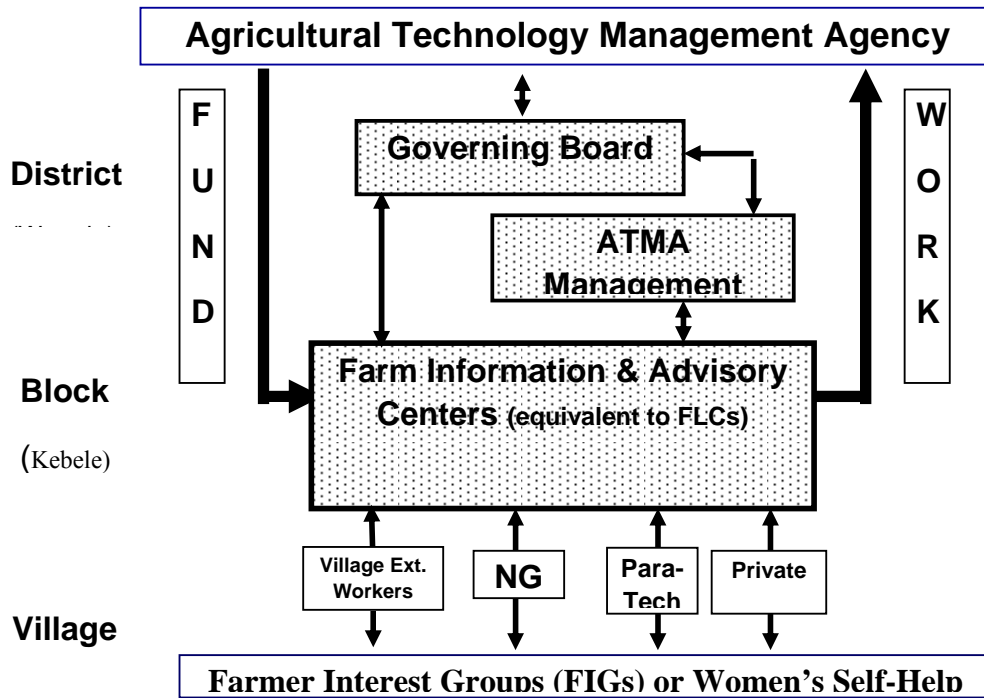 Agricultural Technology Management Agency
F
U
N
D
W
O
R
K
District
Governing Board
ATMA
Management
Block
(Kebele)
Farm Information & Advisory
Centers (equivalent to FLCs)
Village Ext.
Workers
NG
Para-
Tech
Private
Village
Farmer Interest Groups (FIGs) or Women's Self-Help